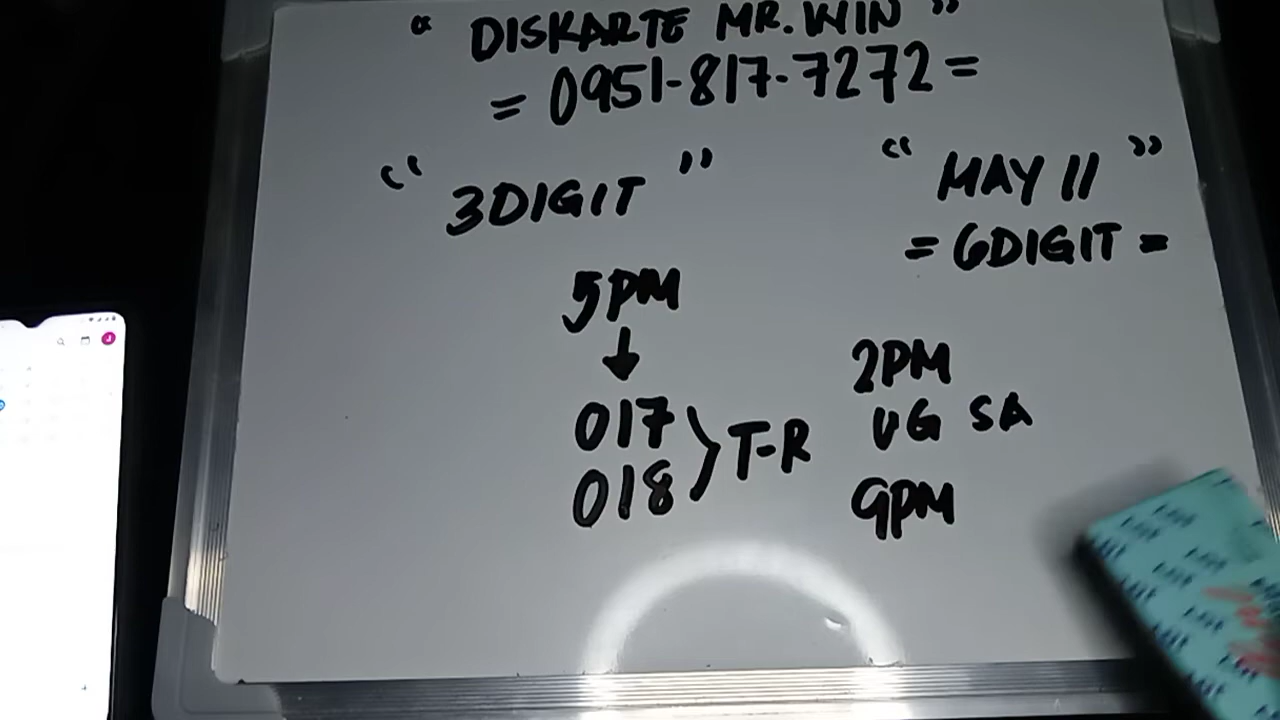 “ DISKARTE MR. WIN ”
= 0951-817-7272 =
“ 3DIGIT ”
5PM
↓
017
018
} T-R
“ MAY 11 ”
= 6DIGIT =
2PM
UG SA
9PM
J